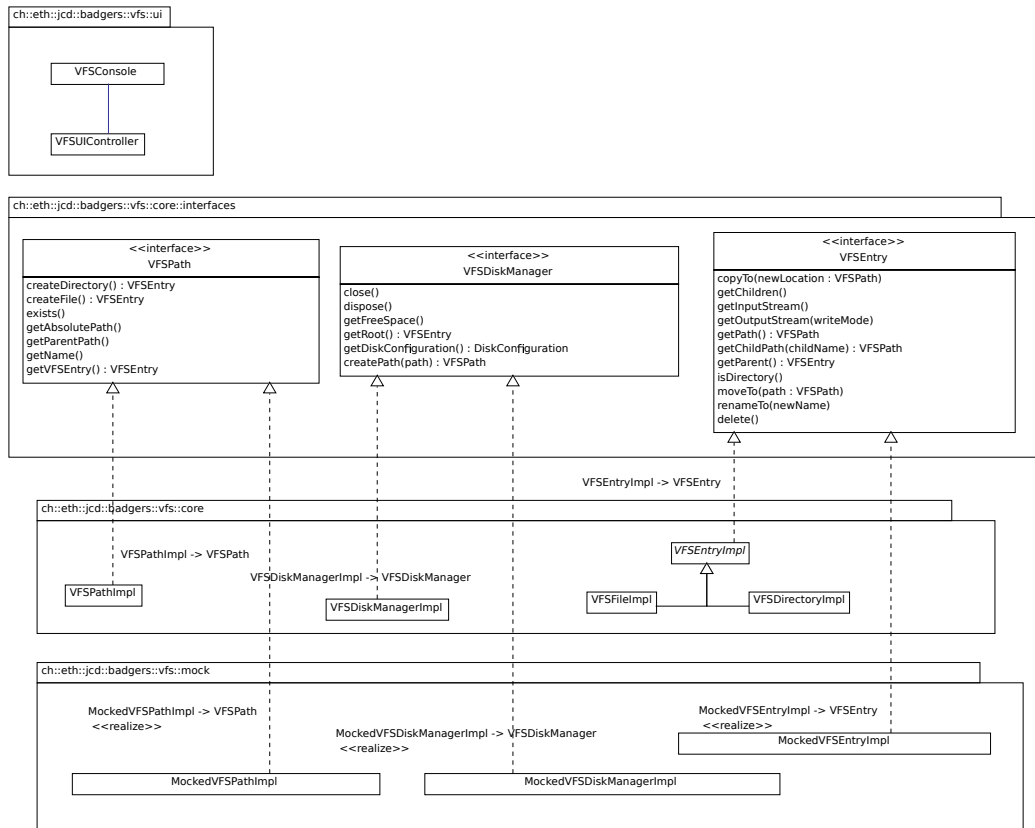 ch::eth::jcd::badgers::vfs::ui
VFSConsole
VFSUIController
ch::eth::jcd::badgers::vfs::core::interfaces
<<interface>>
VFSPath
createDirectory() : VFSEntry
createFile() : VFSEntry
exists()
getAbsolutePath()
getParentPath()
getName()
getVFSEntry() : VFSEntry
<<interface>>
VFSDiskManager
close()
dispose()
getFreeSpace()
getRoot() : VFSEntry
getDiskConfiguration() : DiskConfiguration
createPath(path) : VFSPath
<<interface>>
VFSEntry
copyTo(newLocation : VFSPath)
getChildren()
getInputStream()
getOutputStream(writeMode)
getPath() : VFSPath
getChildPath(childName) : VFSPath
getParent() : VFSEntry
isDirectory()
moveTo(path : VFSPath)
renameTo(newName)
delete()
VFSEntryImpl -> VFSEntry
ch::eth::jcd::badgers::vfs::core
VFSPathImpl -> VFSPath
VFSPathImpl
VFSDiskManagerImpl -> VFSDiskManager
VFSDiskManagerImpl
VFSEntryImpl
VFSFileImpl
VFSDirectoryImpl
ch::eth::jcd::badgers::vfs::mock
MockedVFSPathImpl -> VFSPath
<<realize>>
MockedVFSPathImpl
MockedVFSDiskManagerImpl -> VFSDiskManager
<<realize>>
MockedVFSDiskManagerImpl
MockedVFSEntryImpl -> VFSEntry
<<realize>>
MockedVFSEntryImpl